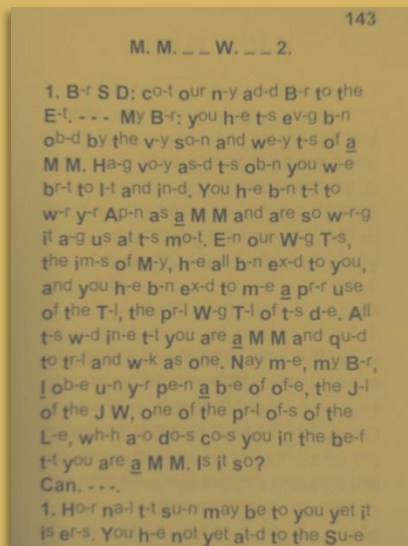 143
M. M. _ _ W. _ _ 2.
1. B-r S D: co-t our n-y ad-d B-r to the
E-t. - - - My B-r: you h-e t-s ev-g b-n
ob-d by the v-y so-n and we-y t-s of a
M M. Ha-g vo-y as-d t-s ob-n you w-e
br-t to l-t and in-d. You h-e b-n t-t to
w-r y-r Ap-n as a M M and are so w-r-g
it a-g us at t-s mo-t. E-n our W-g T-s,
the im-s of M-y, h-e all b-n ex-d to you,
and you h-e b-n ex-d to m-e a pr-r use
of the T-l, the pr-l W-g T-l of t-s d-e. All
t-s w-d in-e t-t you are a M M and qu-d
to tr-l and w-k as one. Nay m-e, my B-r,
I ob-e u-n y-r pe-n a b-e of of-e, the J-l
of the J W, one of the pr-l of-s of the
L-e, wh-h a-o do-s co-s you in the be-f
t-t you are a M M. Is it so?
Can. - - -.
1. Ho-r na-l t-t su-n may be to you yet it
is er-s. You h-e not yet at-d to the Su-e